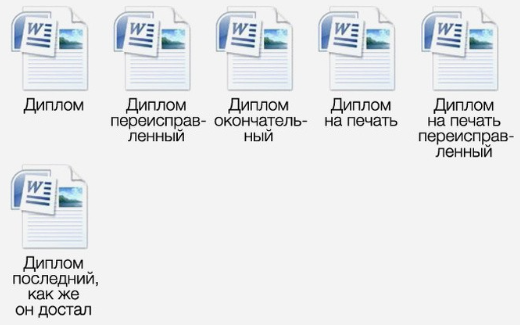 Диплом
Диплом
переисправ-
ленный
Диплом
окончатель-
ный
Диплом
на печать
Диплом
на печать
переисправ-
ленный
Диплом
последний,
как же
он достал